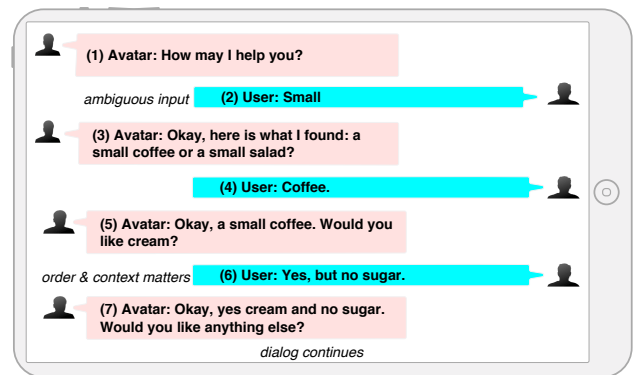 (1) Avatar: How may I help you?
ambiguous input
(2) User: Small
(3) Avatar: Okay, here is what I found: a
small coffee or a small salad?
(4) User: Coffee.
(5) Avatar: Okay, a small coffee. Would you
like cream?
order & context matters
(6) User: Yes, but no sugar.
(7) Avatar: Okay, yes cream and no sugar.
Would you like anything else?
dialog continues